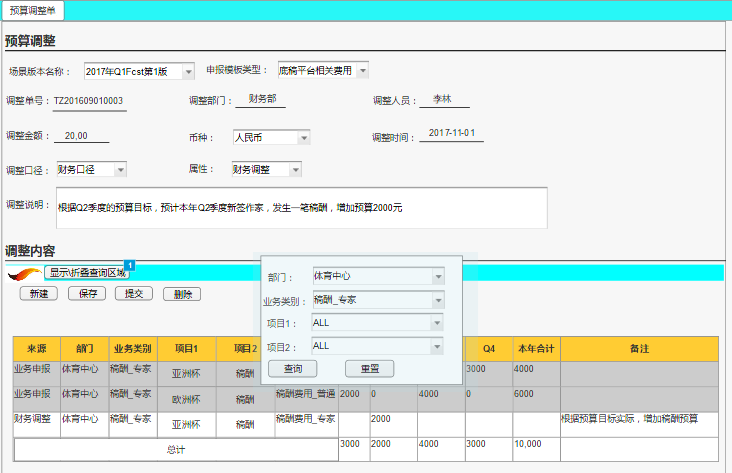 预算调整单
预算调整
场景版本名称： 2017年Q1Fcst第1版 申报模板类型： 底稿平台相关费用
调整单号： TZ201609010003 调整部门： 财务部 调整人员： 李林
调整金额： 20,00 币种： 人民币 调整时间： 2017-11-01
调整口径： 财务口径 属性： 财务调整
调整说明： 根据Q2季度的预算目标，预计本年Q2季度新签作家，发生一笔稿酬，增加预算2000元
调整内容
显示\折叠查询区域 1
新建 保存 提交 删除
部门： 体育中心
业务类别： 稿酬_专家
项目1： ALL
项目2： ALL
查询 重置
来源 部门 业务类别 项目1 项目2 Q4 本年合计 备注
业务申报 体育中心 稿酬_专家 亚洲杯 稿酬 3000 4000
业务申报 体育中心 稿酬_专家 欧洲杯 稿酬 稿酬费用_普通 2000 0 4000 0 6000
财务调整 体育中心 稿酬_专家 亚洲杯 稿酬 稿酬费用_专家 2000 根据预算目标实际，增加稿酬预算
总计 3000 2000 4000 3000 10,000